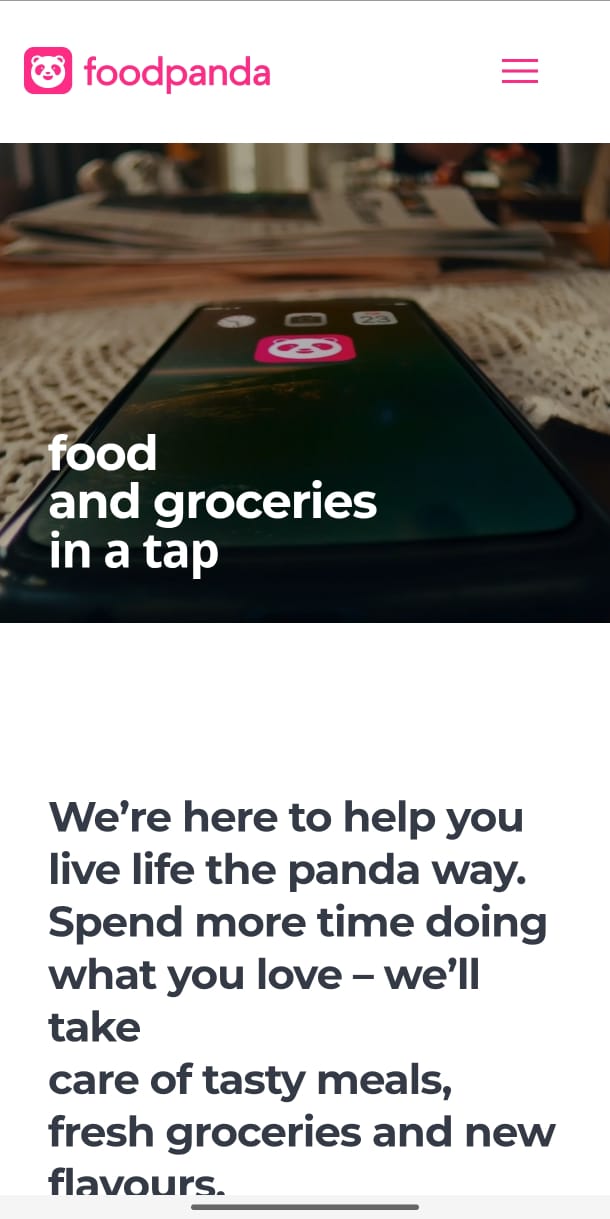 foodpanda
23
food
and groceries
in a tap
We’re here to help you
live life the panda way.
Spend more time doing
what you love – we’ll
take
care of tasty meals,
fresh groceries and new
flavours.